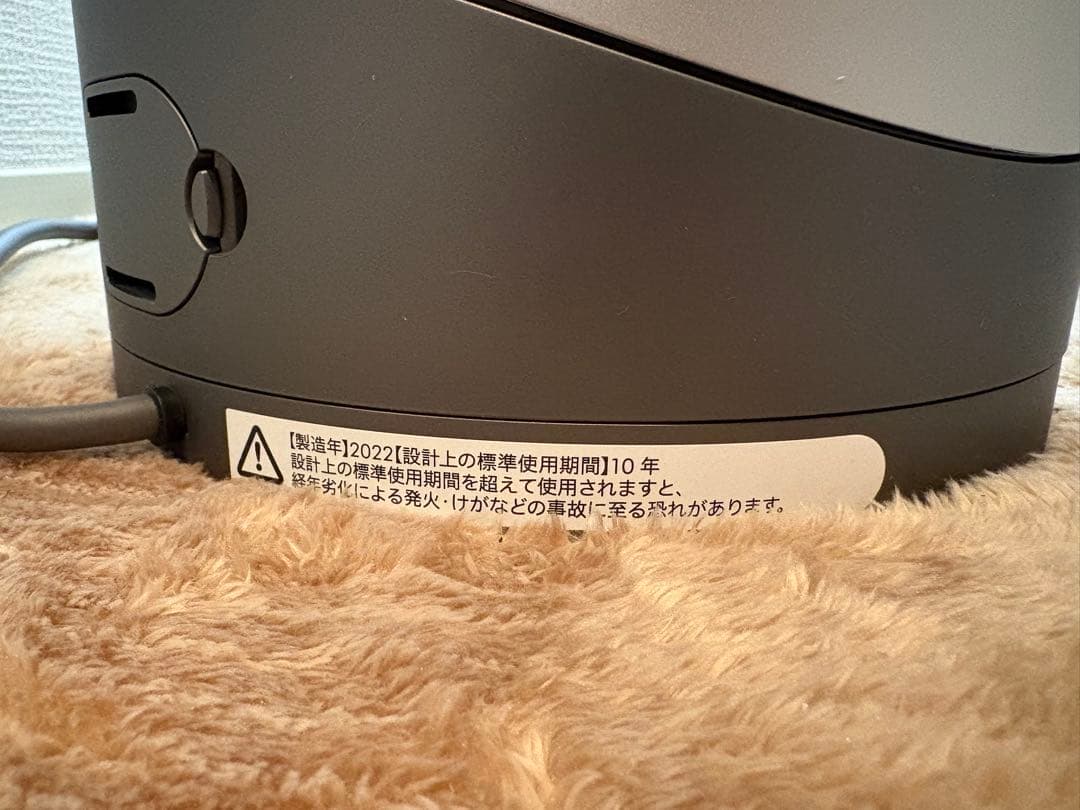 【製造年】2022【設計上の標準使用期間】10 年
設計上の標準使用期間を超えて使用されますと、
経年劣化による発火・けがなどの事故に至る恐れがあります。